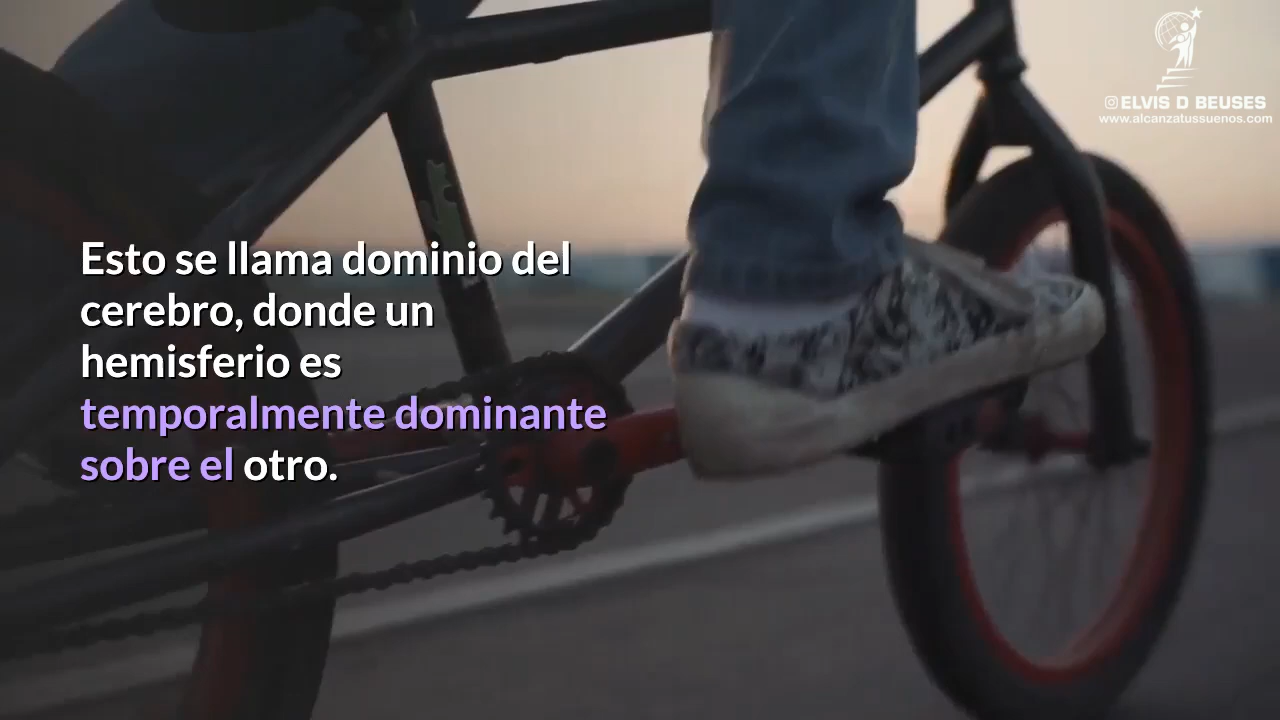 ELVIS D BEUSES
www.alcanzatussuenos.com
Esto se llama dominio del
cerebro, donde un
hemisferio es
temporalmente dominante
sobre el otro.